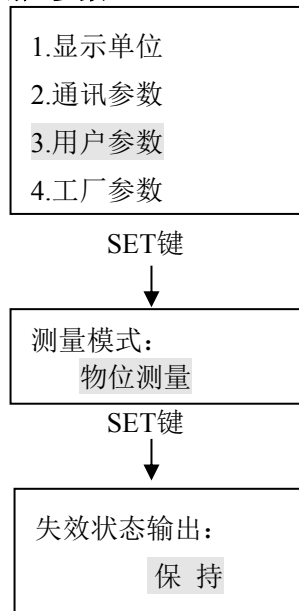 1.显示单位
2.通讯参数
3.用户参数
4.工厂参数
SET键
测量模式：
物位测量
SET键
失效状态输出：
保 持